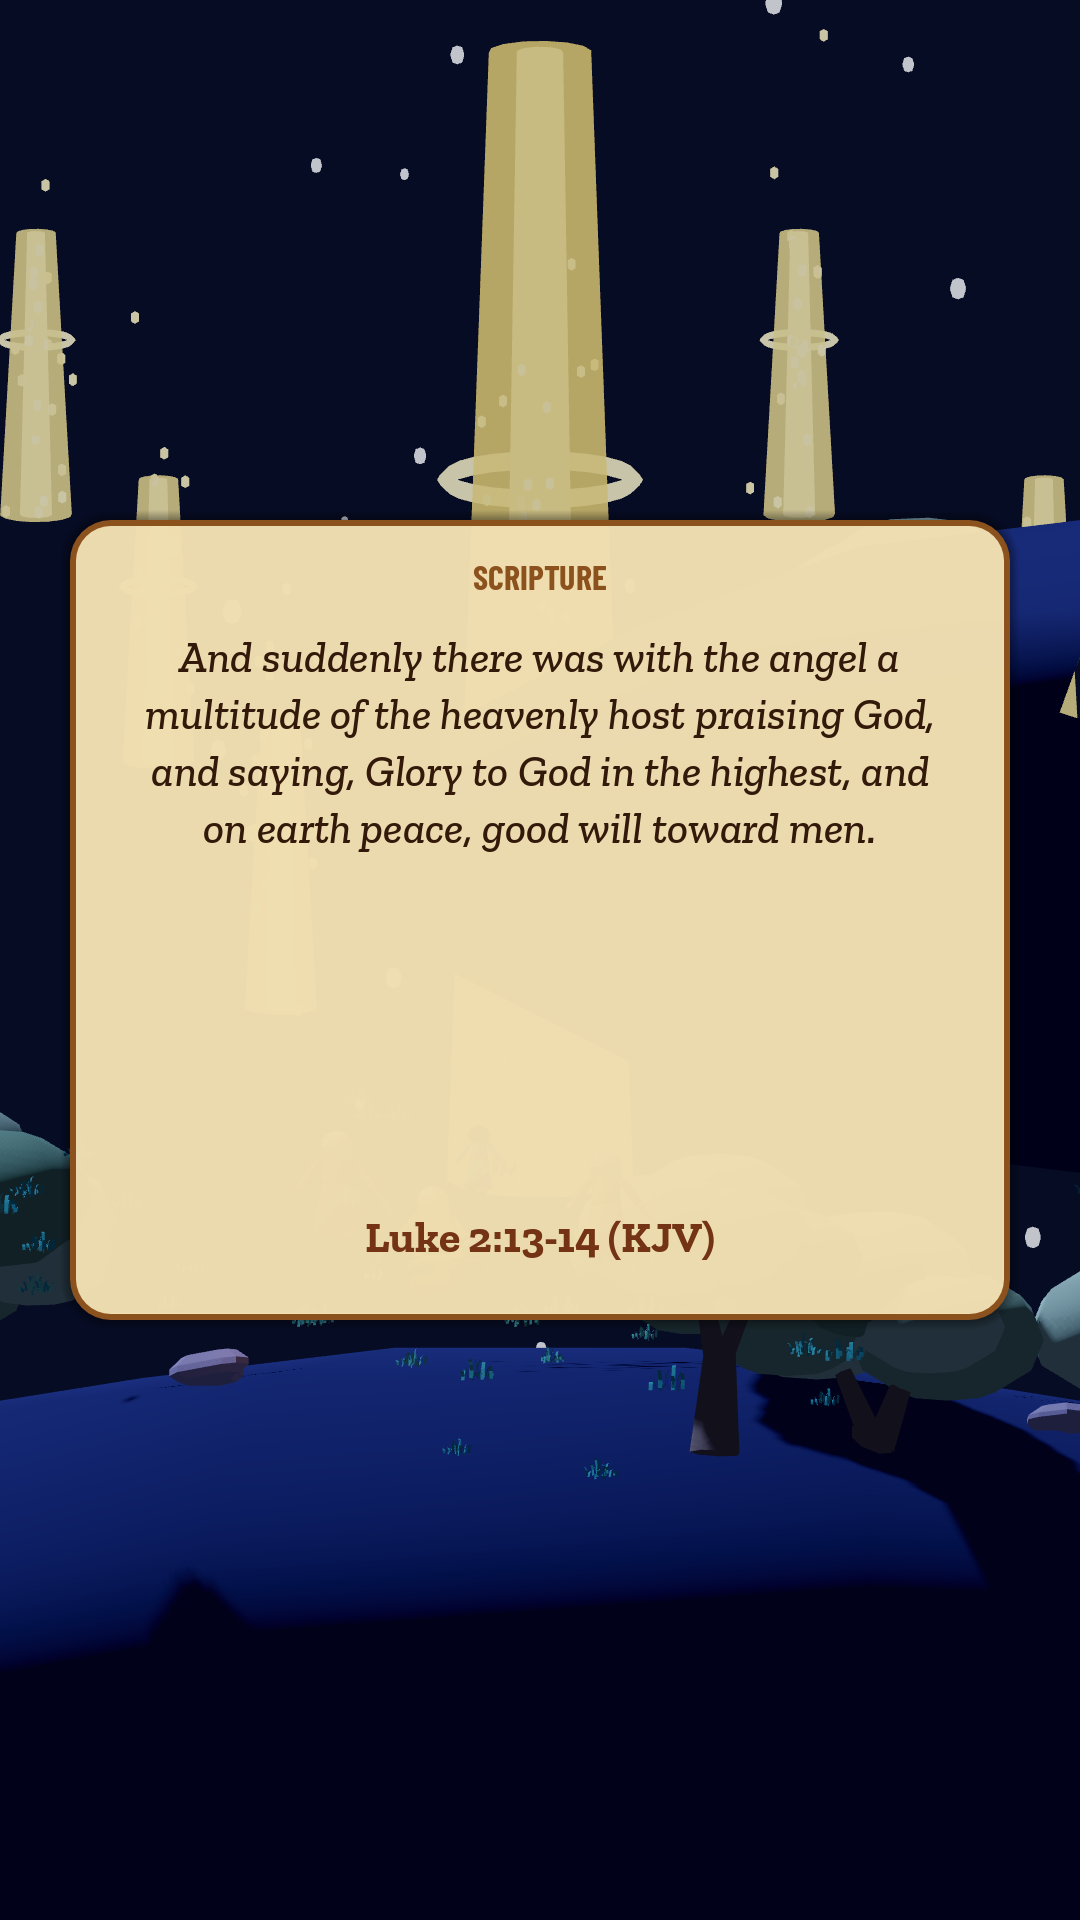 SCRIPTURE
And suddenly there was with the angel a
multitude of the heavenly host praising God,
and saying, Glory to God in the highest, and
on earth peace, good will toward men.
Luke 2:13-14 (KJV)